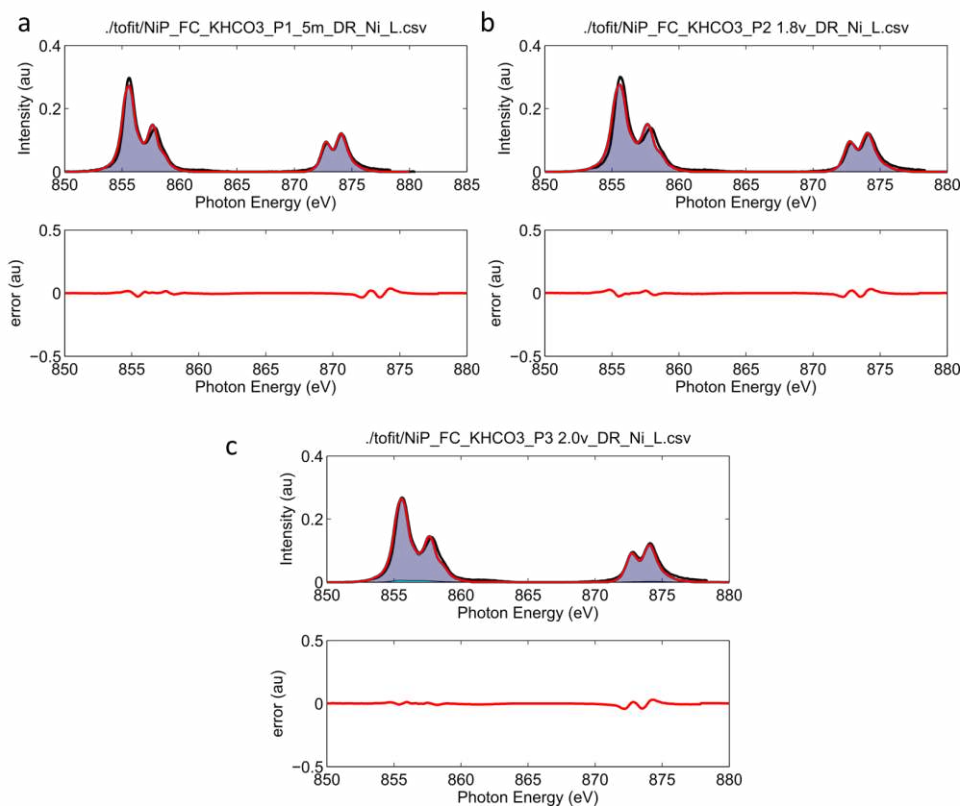 a
./tofit/NiP_FC_KHCO3_P1_5m_DR_Ni_L.csv
Intensity (au)
0.4
0.2
0
850 855 860 865 870 875 880 885
Photon Energy (eV)
error (au)
0.5
0
−0.5
850 855 860 865 870 875 880
Photon Energy (eV)
b
./tofit/NiP_FC_KHCO3_P2 1.8v_DR_Ni_L.csv
Intensity (au)
0.4
0.2
0
850 855 860 865 870 875 880
Photon Energy (eV)
error (au)
0.5
0
−0.5
850 855 860 865 870 875 880
Photon Energy (eV)
c
./tofit/NiP_FC_KHCO3_P3 2.0v_DR_Ni_L.csv
Intensity (au)
0.4
0.2
0
850 855 860 865 870 875 880
Photon Energy (eV)
error (au)
0.5
0
−0.5
850 855 860 865 870 875 880
Photon Energy (eV)